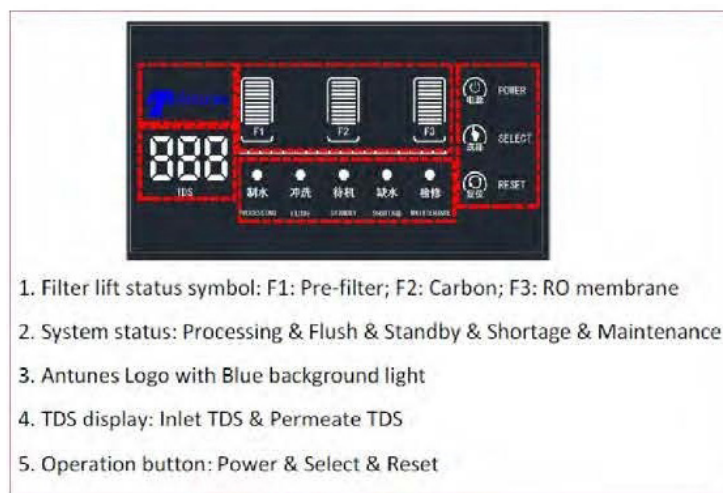 F1 F2 F3
电源 POWER
选择 SELECT
复位 RESET
888
TDS
制水 冲洗 待机 缺水 检修
PROCESSING FLUSH STANDBY SHORTAGE MAINTENANCE
1. Filter lift status symbol: F1: Pre-filter; F2: Carbon; F3: RO membrane
2. System status: Processing & Flush & Standby & Shortage & Maintenance
3. Antunes Logo with Blue background light
4. TDS display: Inlet TDS & Permeate TDS
5. Operation button: Power & Select & Reset